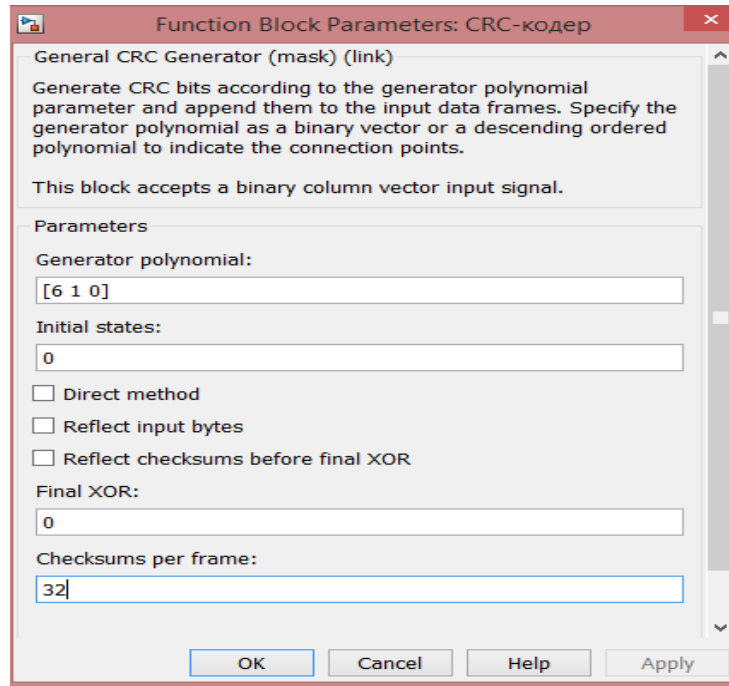 Function Block Parameters: CRC-кодер
General CRC Generator (mask) (link)
Generate CRC bits according to the generator polynomial
parameter and append them to the input data frames. Specify the
generator polynomial as a binary vector or a descending ordered
polynomial to indicate the connection points.
This block accepts a binary column vector input signal.
Parameters
Generator polynomial:
[6 1 0]
Initial states:
0
Direct method
Reflect input bytes
Reflect checksums before final XOR
Final XOR:
0
Checksums per frame:
32
OK Cancel Help Apply